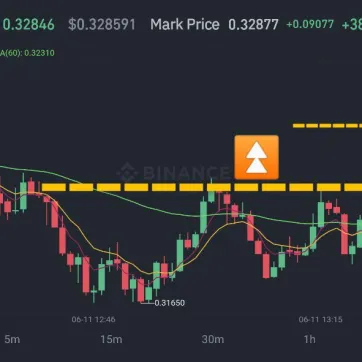 0.32846 $0.328591 Mark Price 0.32877 +0.09077 +38
A(60): 0.32310
BINANCE
0.31650
06-11 12:46 06-11 13:15
5m 15m 30m 1h